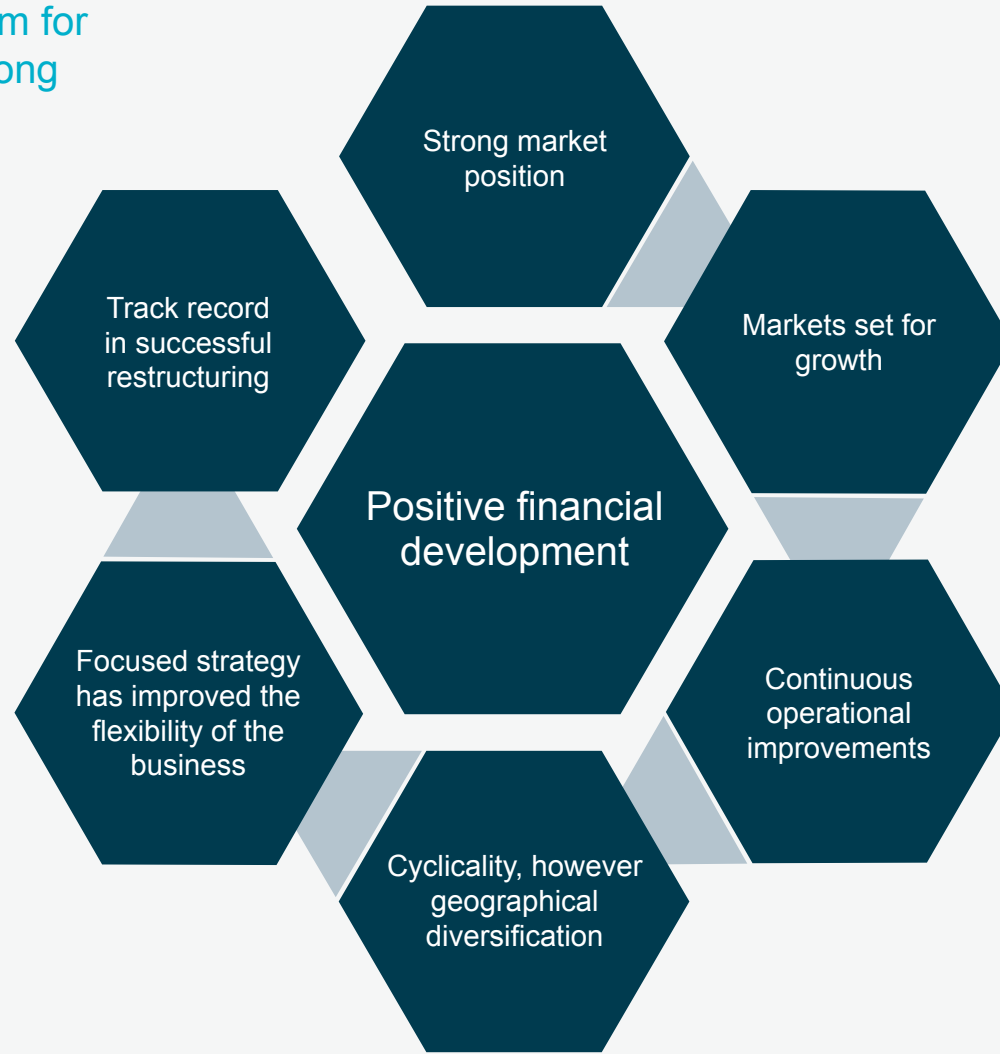 m for
ong
Strong market
position
Markets set for
growth
Continuous
operational
improvements
Cyclicality, however
geographical
diversification
Focused strategy
has improved the
flexibility of the
business
Track record
in successful
restructuring
Positive financial
development